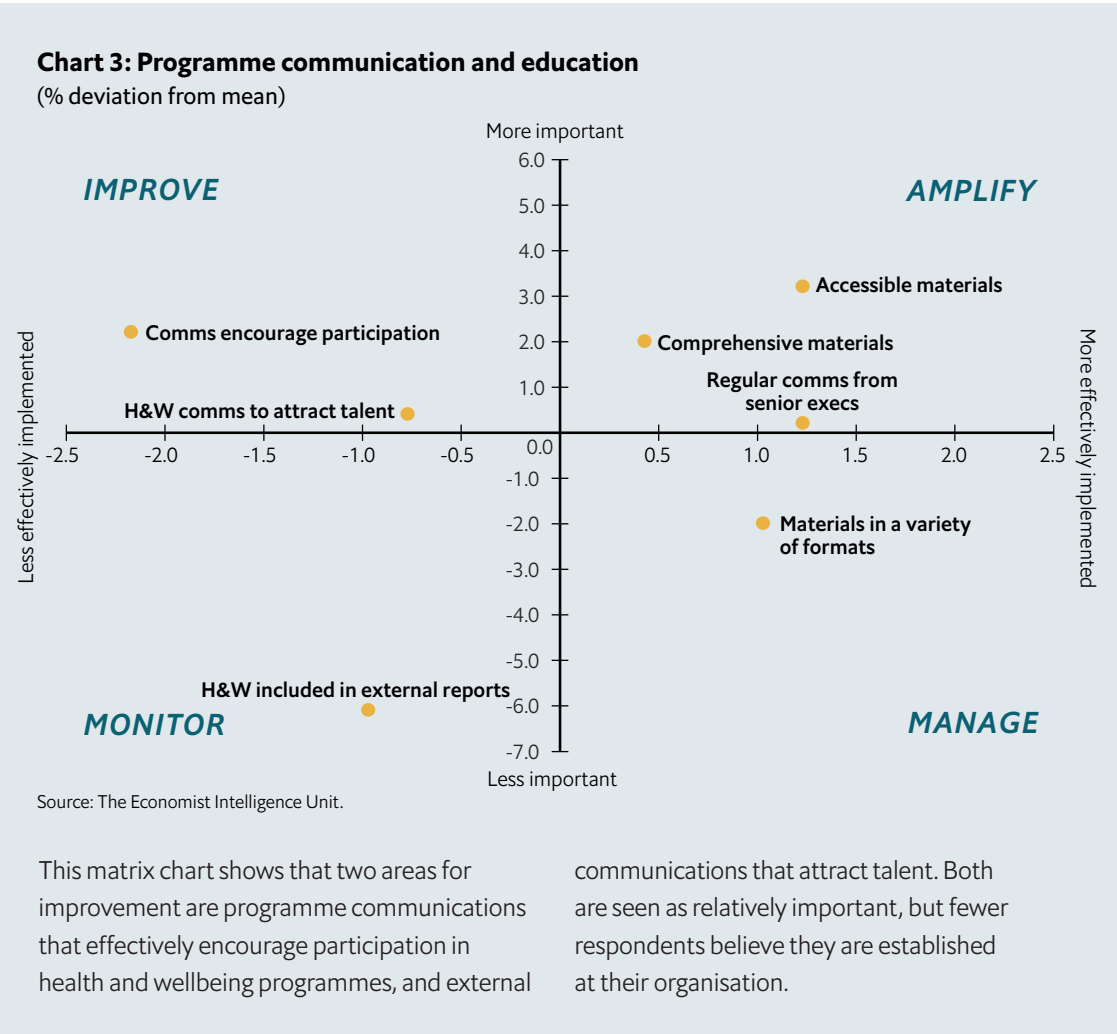 Chart 3: Programme communication and education
(% deviation from mean)
More important
6.0
IMPROVE
AMPLIFY
5.0
4.0
3.0
Accessible materials
Comms encourage participation
2.0
Comprehensive materials
Regular comms from
senior execs
1.0
H&W comms to attract talent
Less effectively implemented
More effectively implemented
-2.5
-2.0
-1.5
-1.0
-0.5
0.0
0.5
1.0
1.5
2.0
2.5
-1.0
-2.0
Materials in a variety
of formats
-3.0
-4.0
-5.0
H&W included in external reports
-6.0
MONITOR
MANAGE
-7.0
Less important
Source: The Economist Intelligence Unit.
This matrix chart shows that two areas for
improvement are programme communications
that effectively encourage participation in
health and wellbeing programmes, and external
communications that attract talent. Both
are seen as relatively important, but fewer
respondents believe they are established
at their organisation.